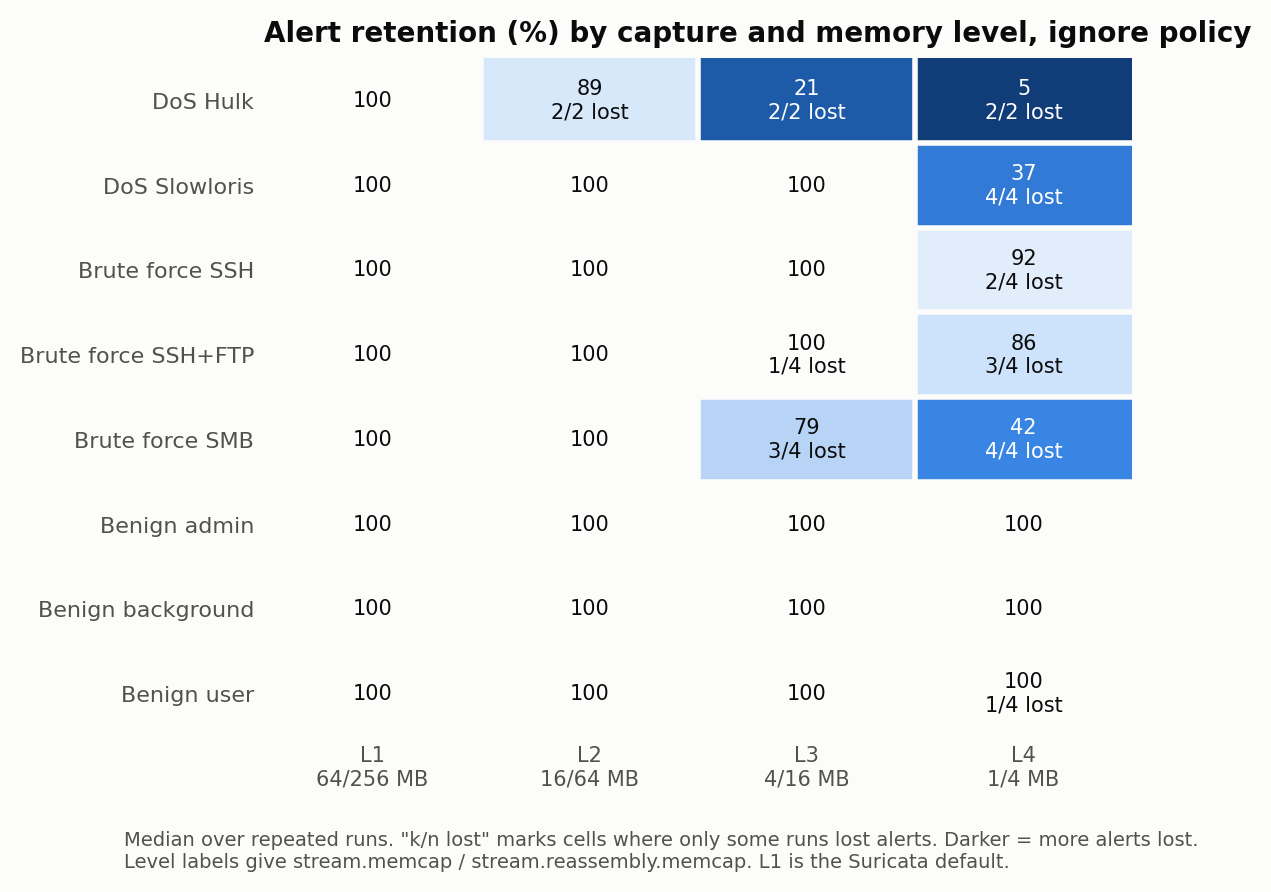 Alert retention (%) by capture and memory level, ignore policy
DoS Hulk 100 89 21 5
2/2 lost 2/2 lost 2/2 lost
DoS Slowloris 100 100 100 37
4/4 lost
Brute force SSH 100 100 100 92
2/4 lost
Brute force SSH+FTP 100 100 100 86
1/4 lost 3/4 lost
Brute force SMB 100 100 79 42
3/4 lost 4/4 lost
Benign admin 100 100 100 100
Benign background 100 100 100 100
Benign user 100 100 100 100
1/4 lost
L1 L2 L3 L4
64/256 MB 16/64 MB 4/16 MB 1/4 MB
Median over repeated runs. "k/n lost" marks cells where only some runs lost alerts. Darker = more alerts lost.
Level labels give stream.memcap / stream.reassembly.memcap. L1 is the Suricata default.